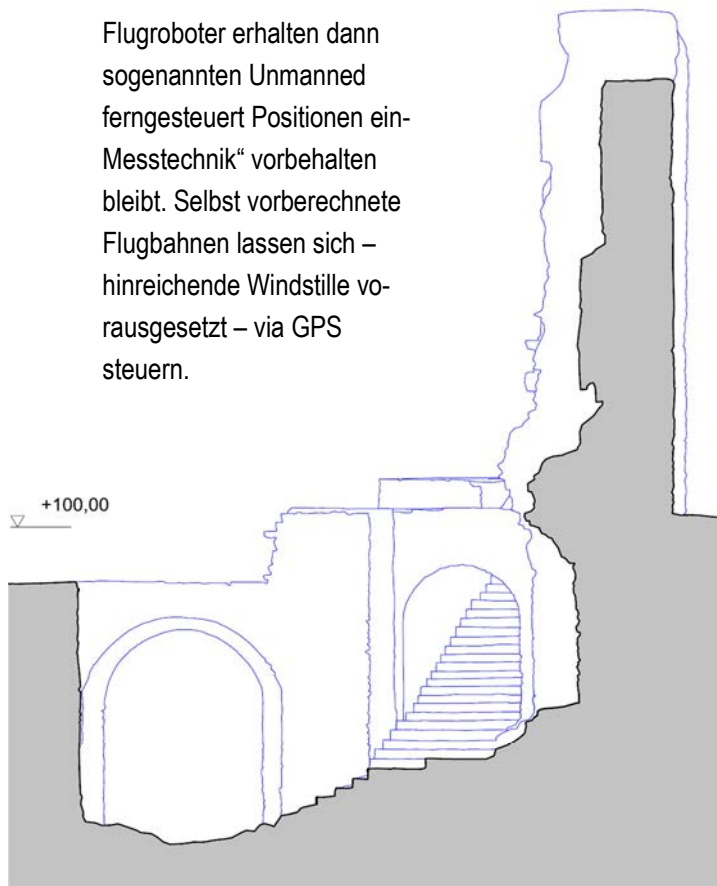 Flugroboter erhalten dann
sogenannten Unmanned
ferngesteuert Positionen ein-
Messtechnik“ vorbehalten
bleibt. Selbst vorberechnete
Flugbahnen lassen sich –
hinreichende Windstille vo-
rausgesetzt – via GPS
steuern.
+100,00